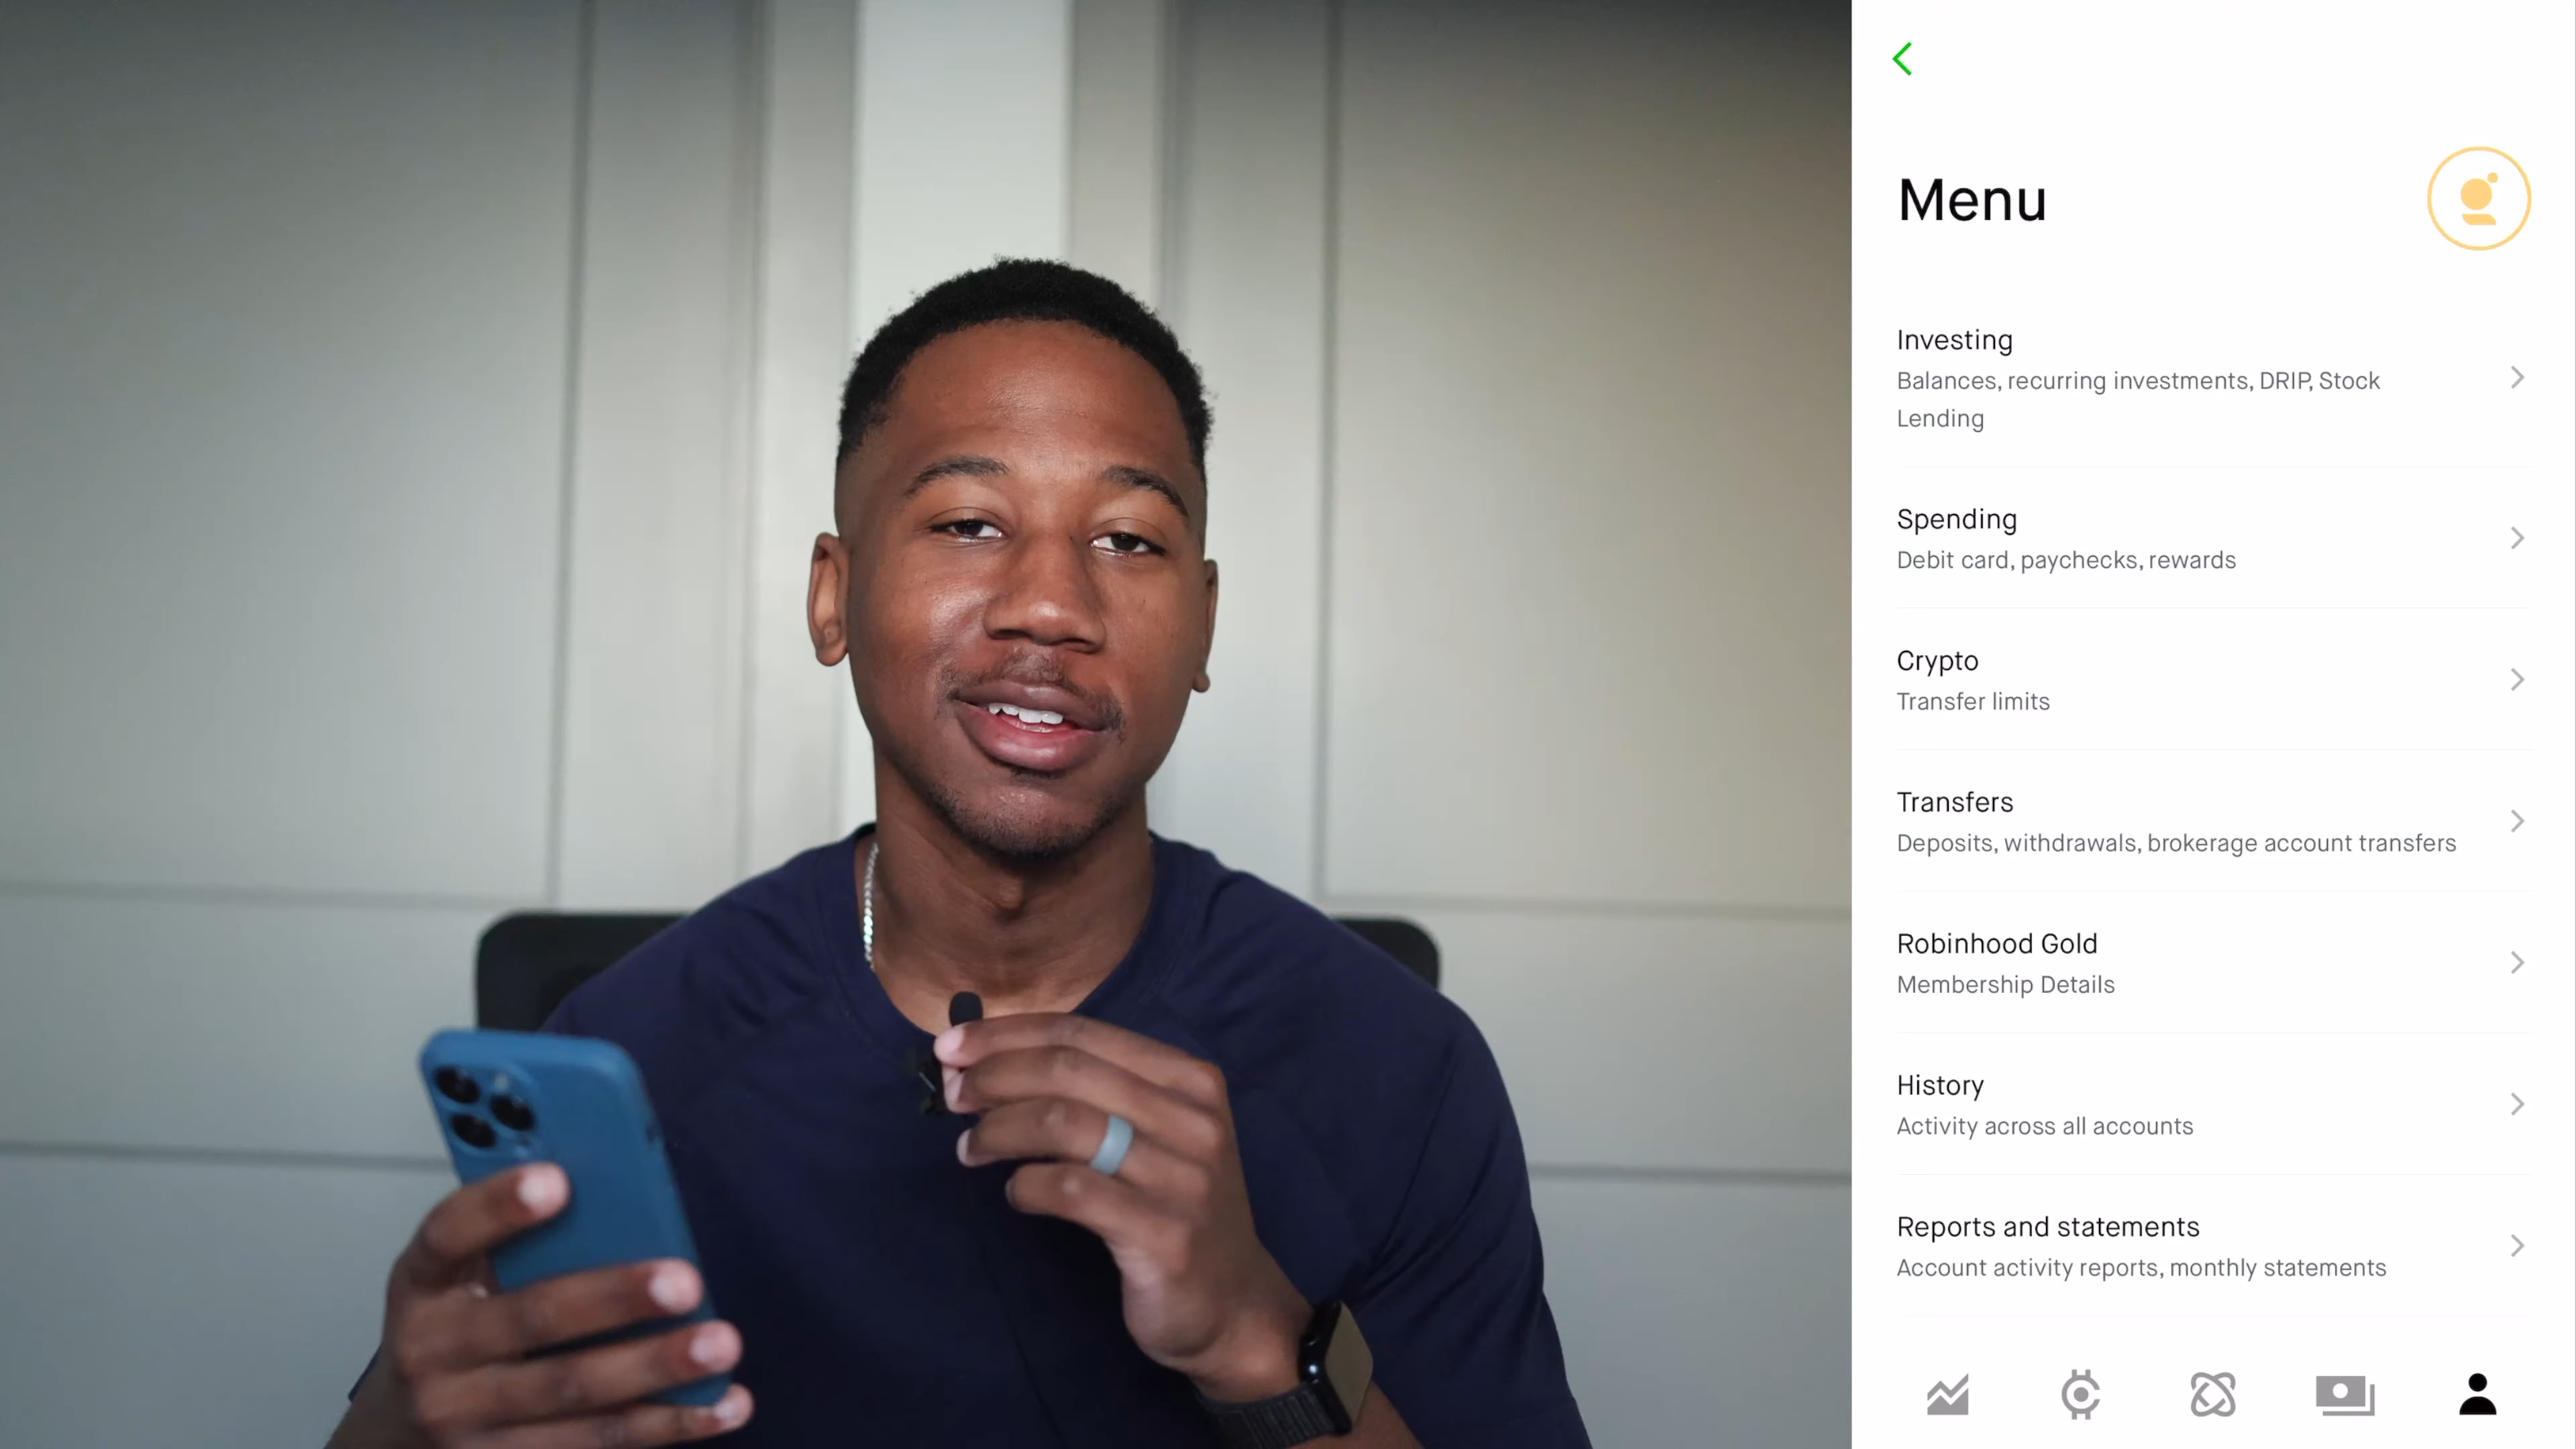 Menu
Investing
Balances, recurring investments, DRIP, Stock
Lending
Spending
Debit card, paychecks, rewards
Crypto
Transfer limits
Transfers
Deposits, withdrawals, brokerage account transfers
Robinhood Gold
Membership Details
History
Activity across all accounts
Reports and statements
Account activity reports, monthly statements